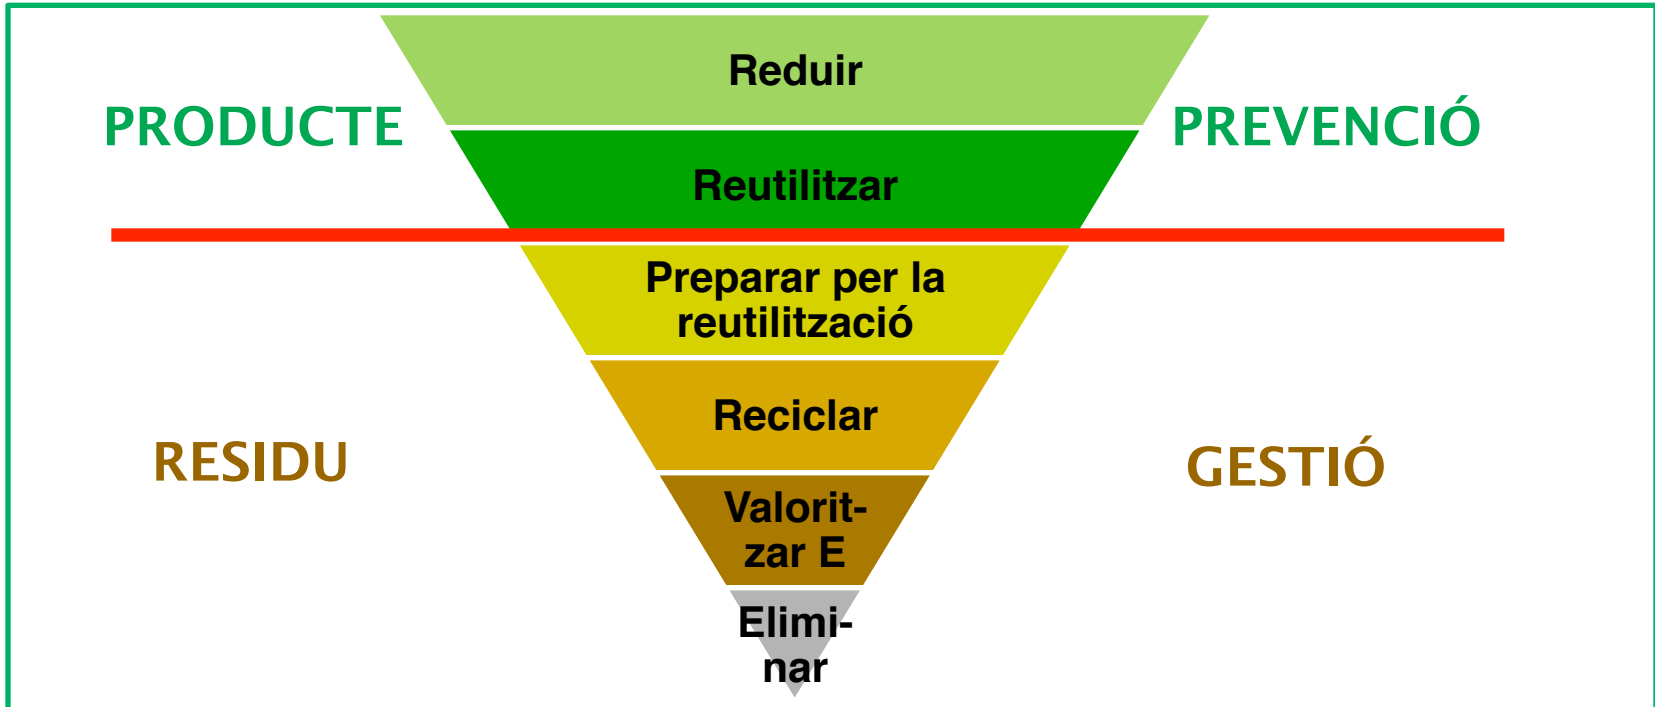 Reduir
PRODUCTE
PREVENCIÓ
Reutilitzar
Preparar per la
reutilització
Reciclar
RESIDU
GESTIÓ
Valorit-
zar E
Elimi-
nar